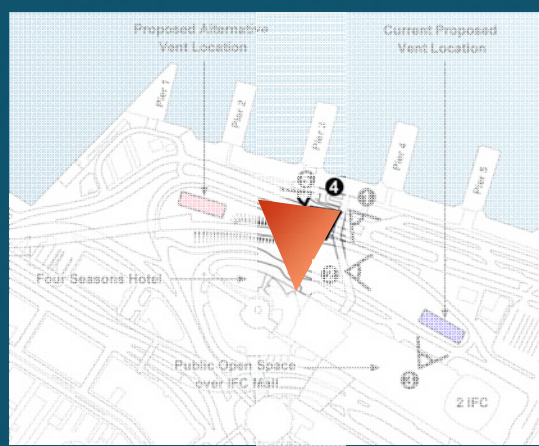 Proposed Alternative
Vent Location
Current Proposed
Vent Location
Pier 1
Pier 2
Pier 3
Pier 4
Pier 5
4
Four Seasons Hotel
Public Open Space
over IFC Mall
2 IFC